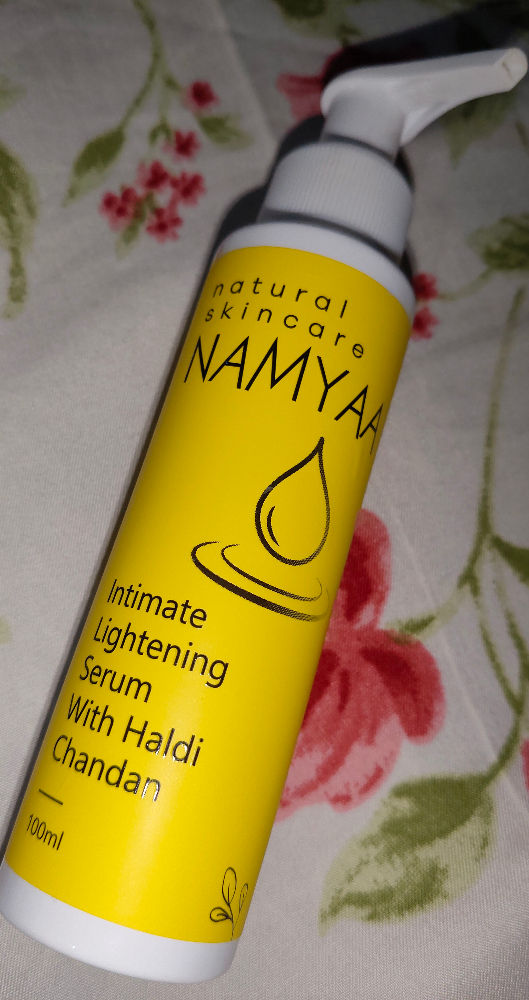 natural
skincare
NAMYAA
Intimate
Lightening
Serum
With Haldi
Chandan
100ml